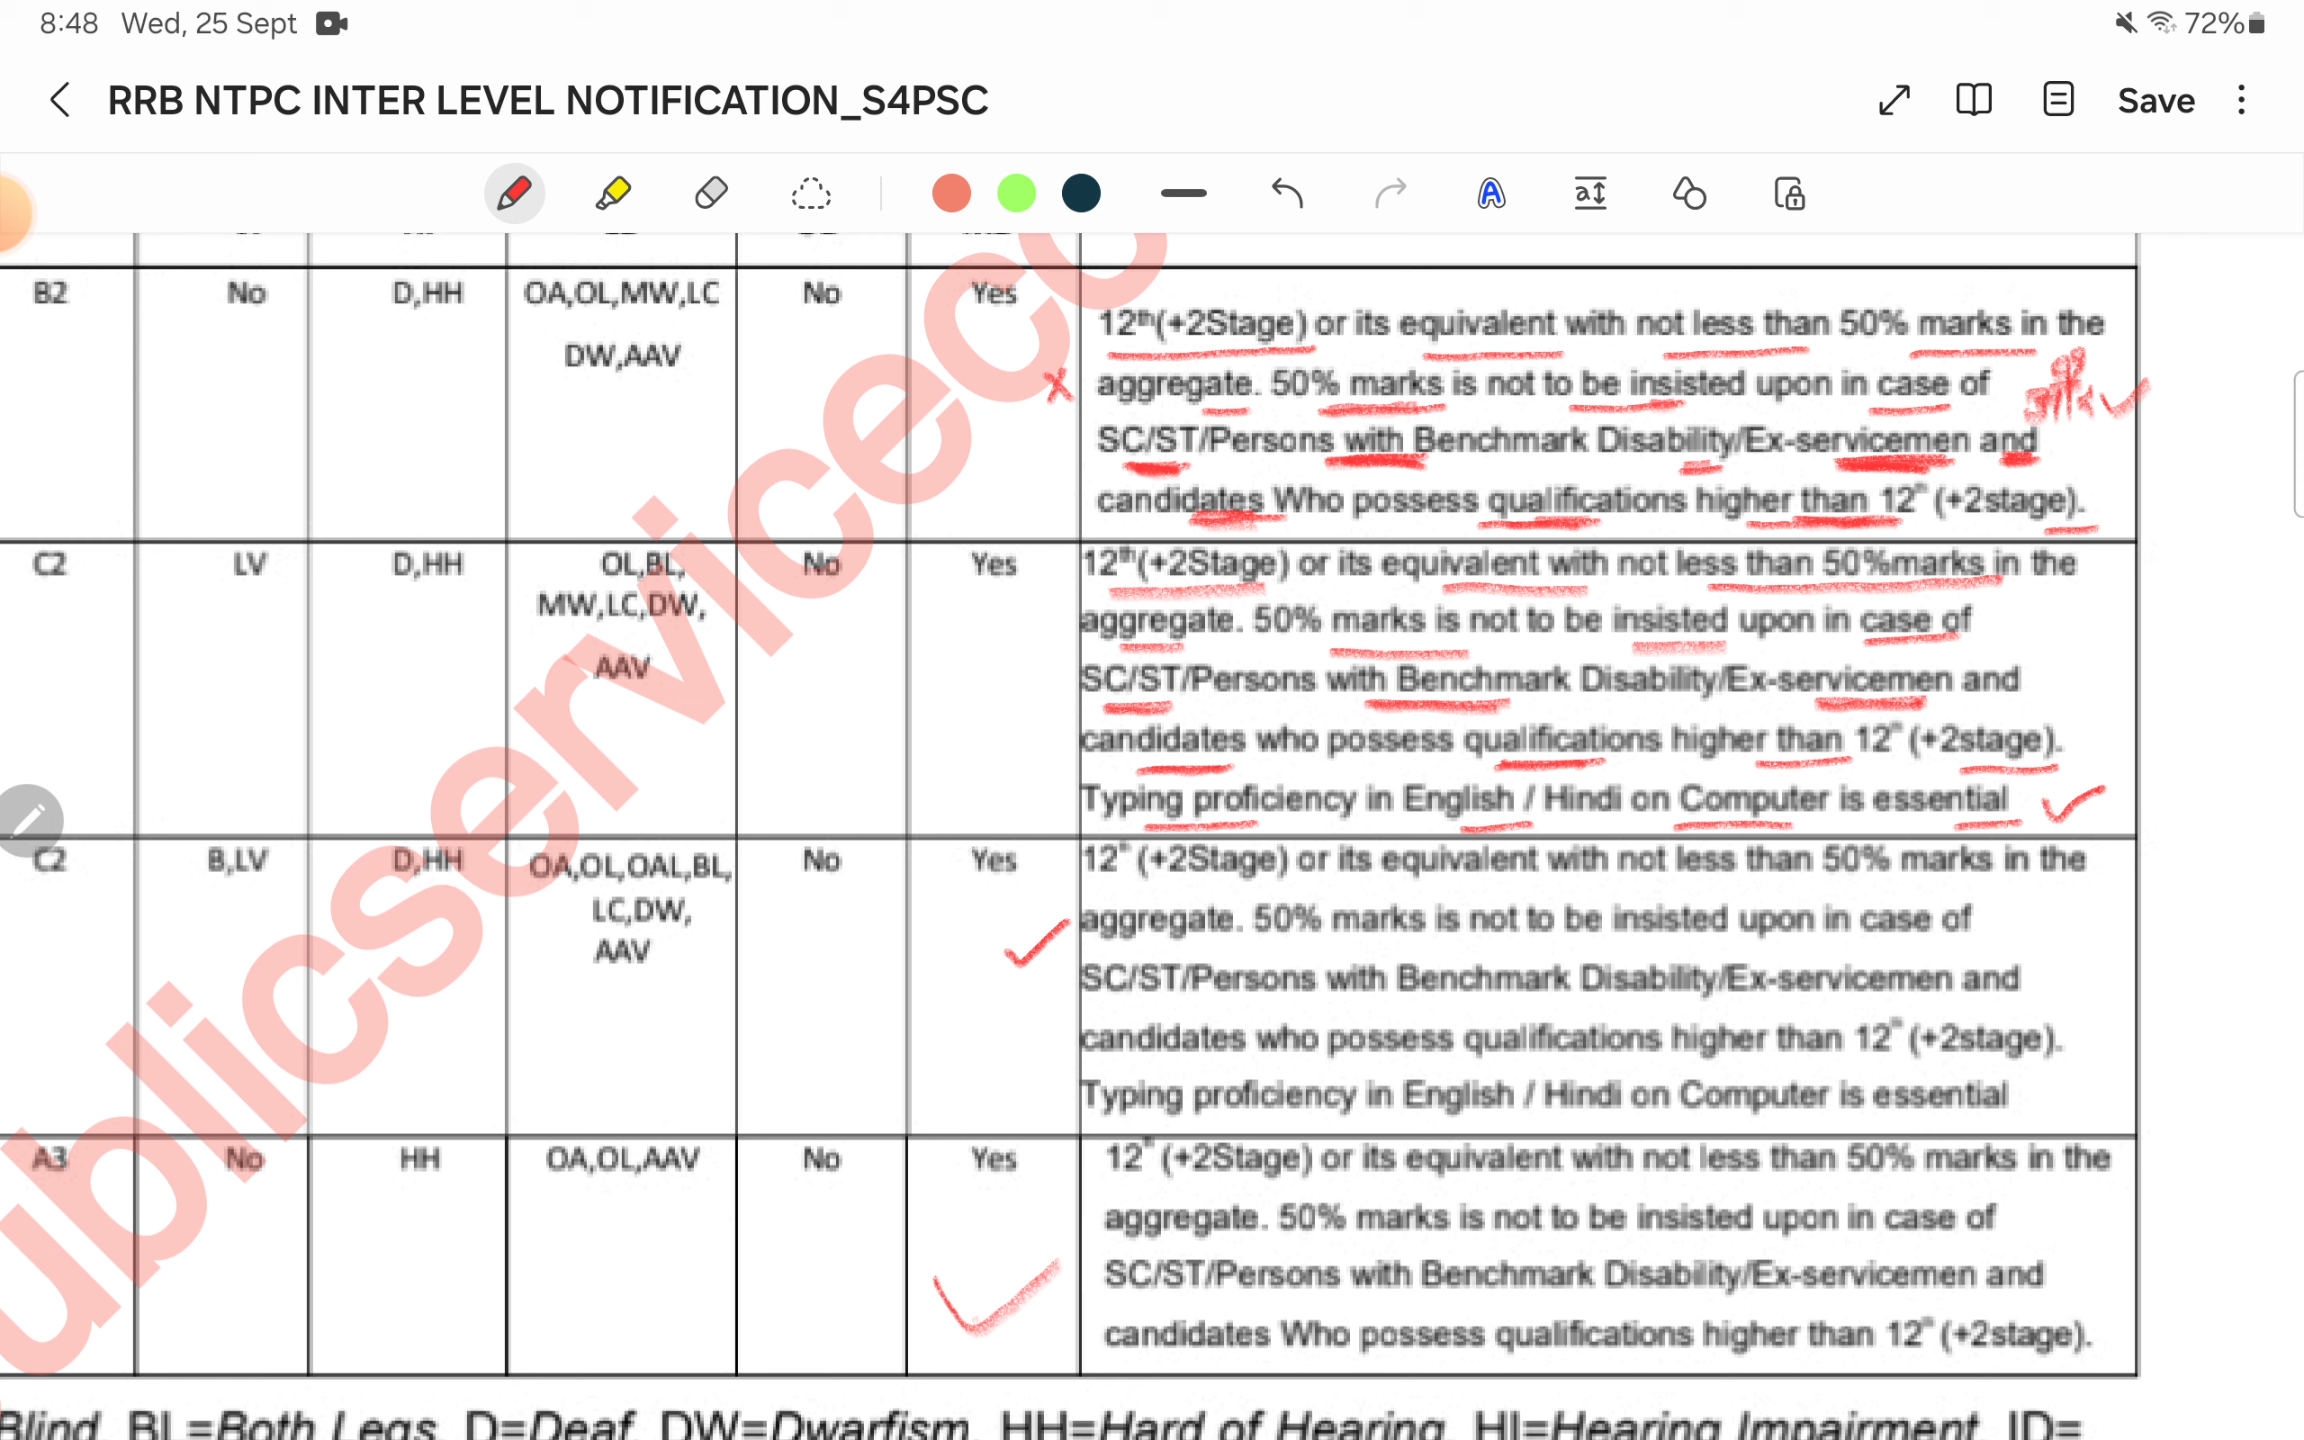 8:48 Wed, 25 Sept 72%
RRB NTPC INTER LEVEL NOTIFICATION_S4PSC Save
B2 No D,HH OA,OL,MW,LC No Yes
DW,AAV
12th(+2Stage) or its equivalent with not less than 50% marks in the
aggregate. 50% marks is not to be insisted upon in case of
SC/ST/Persons with Benchmark Disability/Ex-servicemen and
candidates Who possess qualifications higher than 12th (+2stage).
C2 LV D,HH OL,BL, No Yes
MW,LC,DW,
AAV
12th(+2Stage) or its equivalent with not less than 50%marks in the
aggregate. 50% marks is not to be insisted upon in case of
SC/ST/Persons with Benchmark Disability/Ex-servicemen and
candidates who possess qualifications higher than 12th (+2stage).
Typing proficiency in English / Hindi on Computer is essential
C2 B,LV D,HH OA,OL,OAL,BL, No Yes
LC,DW,
AAV
12th (+2Stage) or its equivalent with not less than 50% marks in the
aggregate. 50% marks is not to be insisted upon in case of
SC/ST/Persons with Benchmark Disability/Ex-servicemen and
candidates who possess qualifications higher than 12th (+2stage).
Typing proficiency in English / Hindi on Computer is essential
A3 No HH OA,OL,AAV No Yes
12th (+2Stage) or its equivalent with not less than 50% marks in the
aggregate. 50% marks is not to be insisted upon in case of
SC/ST/Persons with Benchmark Disability/Ex-servicemen and
candidates Who possess qualifications higher than 12th (+2stage).
Blind, BL=Both Legs, D=Deaf, DW=Dwarfism, HH=Hard of Hearing, HI=Hearing Impairment, ID=
ublicservicecc